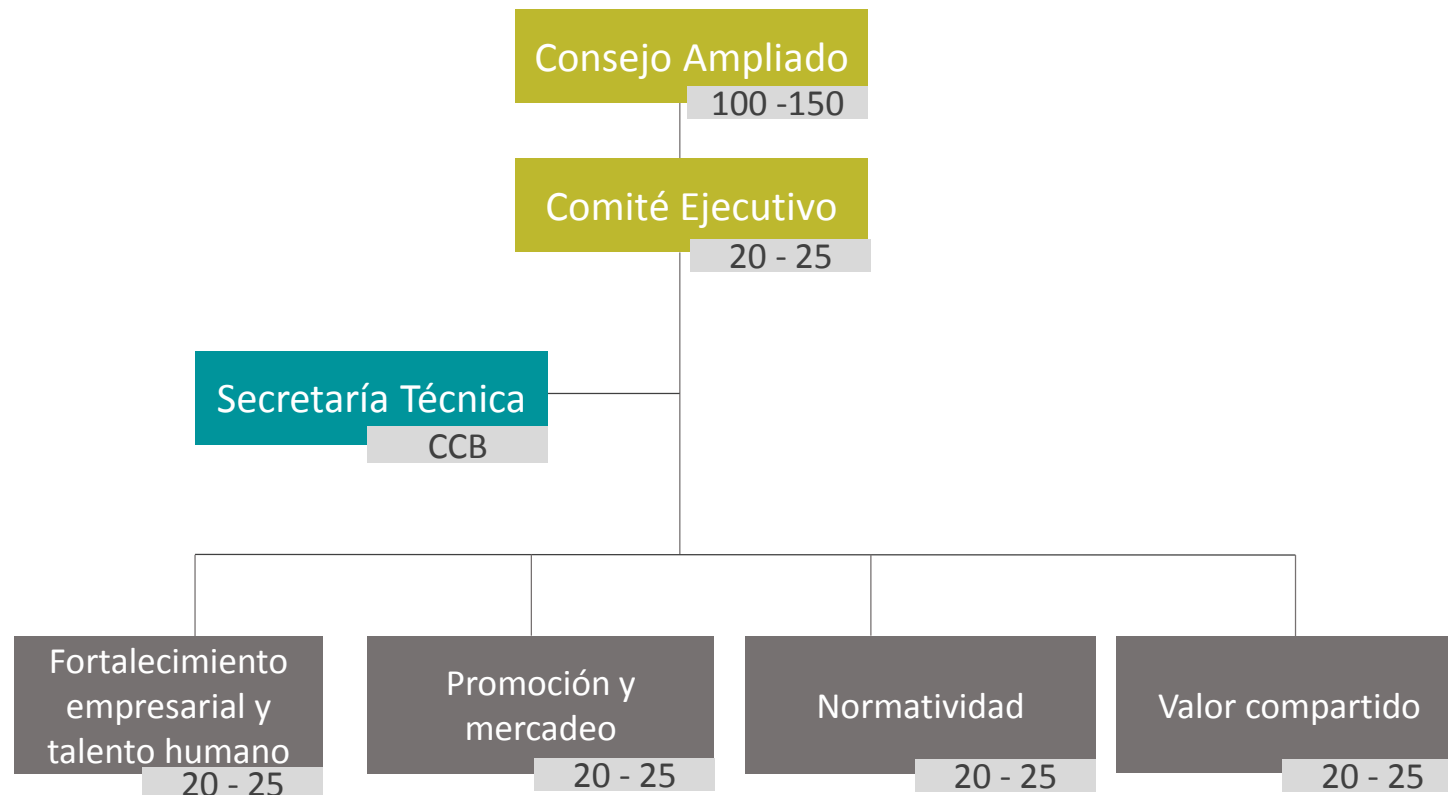 Consejo Ampliado
100 -150
Comité Ejecutivo
20 - 25
Secretaría Técnica
CCB
Fortalecimiento
empresarial y
talento humano
20 - 25
Promoción y
mercadeo
20 - 25
Normatividad
20 - 25
Valor compartido
20 - 25